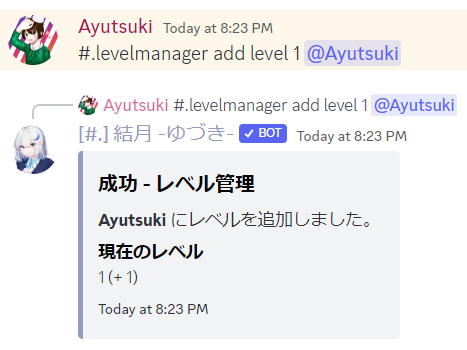 Ayutsuki Today at 8:23 PM
#.levelmanager add level 1 @Ayutsuki
Ayutsuki #.levelmanager add level 1 @Ayutsuki
[#.] 結月 -ゆづき- ✓ BOT Today at 8:23 PM
成功 - レベル管理
Ayutsuki にレベルを追加しました。
現在のレベル
1 (+ 1)
Today at 8:23 PM